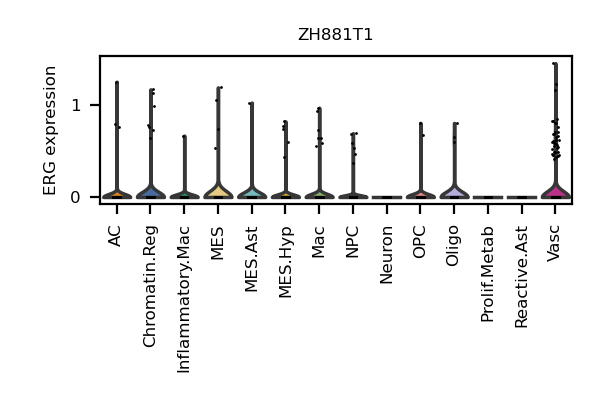 ZH881T1
ERG expression
1
0
AC
Chromatin.Reg
Inflammatory.Mac
MES
MES.Ast
MES.Hyp
Mac
NPC
Neuron
OPC
Oligo
Prolif.Metab
Reactive.Ast
Vasc